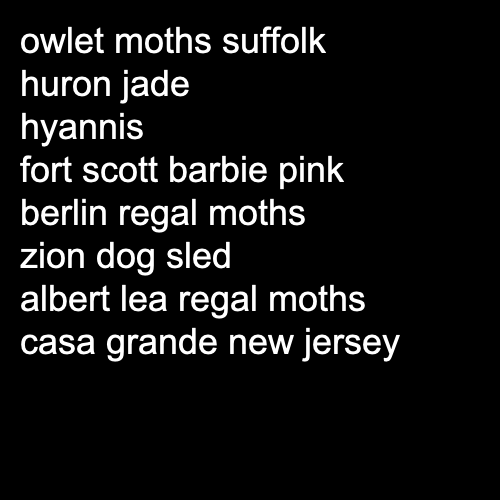 owlet moths suffolk
huron jade
hyannis
fort scott barbie pink
berlin regal moths
zion dog sled
albert lea regal moths
casa grande new jersey